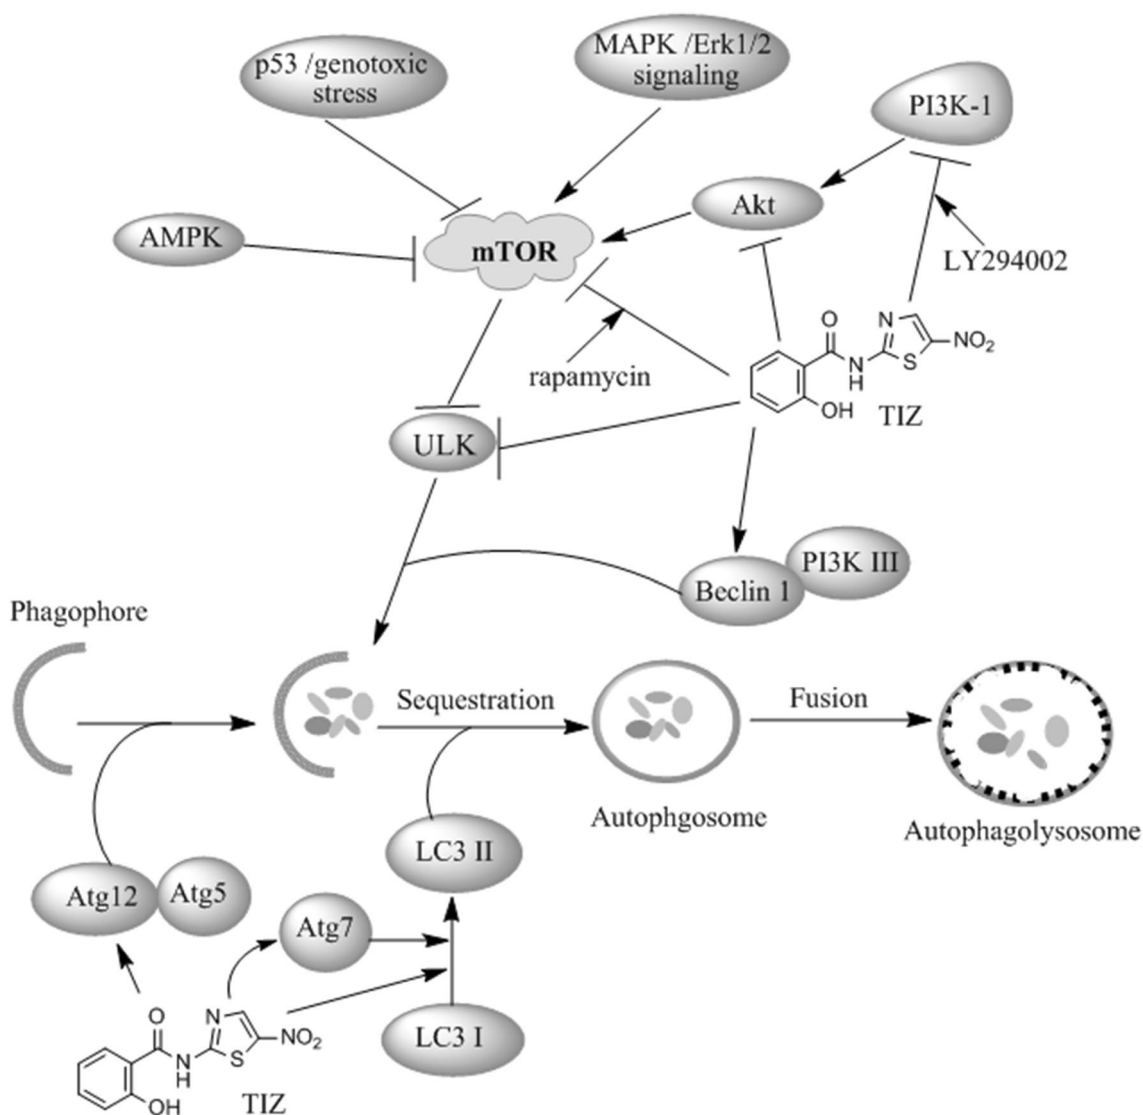 p53 /genotoxic
stress
MAPK /Erk1/2
signaling
PI3K-1
Akt
AMPK
mTOR
LY294002
rapamycin
O
N
S
NO2
N
H
OH
TIZ
ULK
PI3K III
Beclin 1
Phagophore
Sequestration
Fusion
Autophgosome
Autophagolysosome
LC3 II
Atg12
Atg5
Atg7
LC3 I
O
N
S
NO2
N
H
OH
TIZ